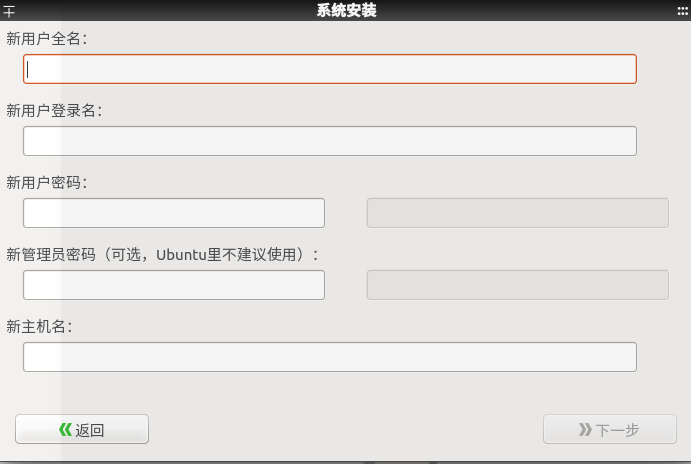 系统安装
新用户全名：
新用户登录名：
新用户密码：
新管理员密码（可选，Ubuntu里不建议使用）：
新主机名：
返回 下一步